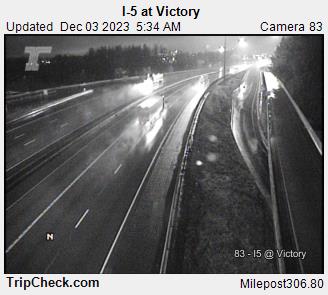 I-5 at Victory
Updated  Dec 03 2023  5:34 AM
Camera 83
T
N
83 - I5 @ Victory
TripCheck.com
Milepost306.80